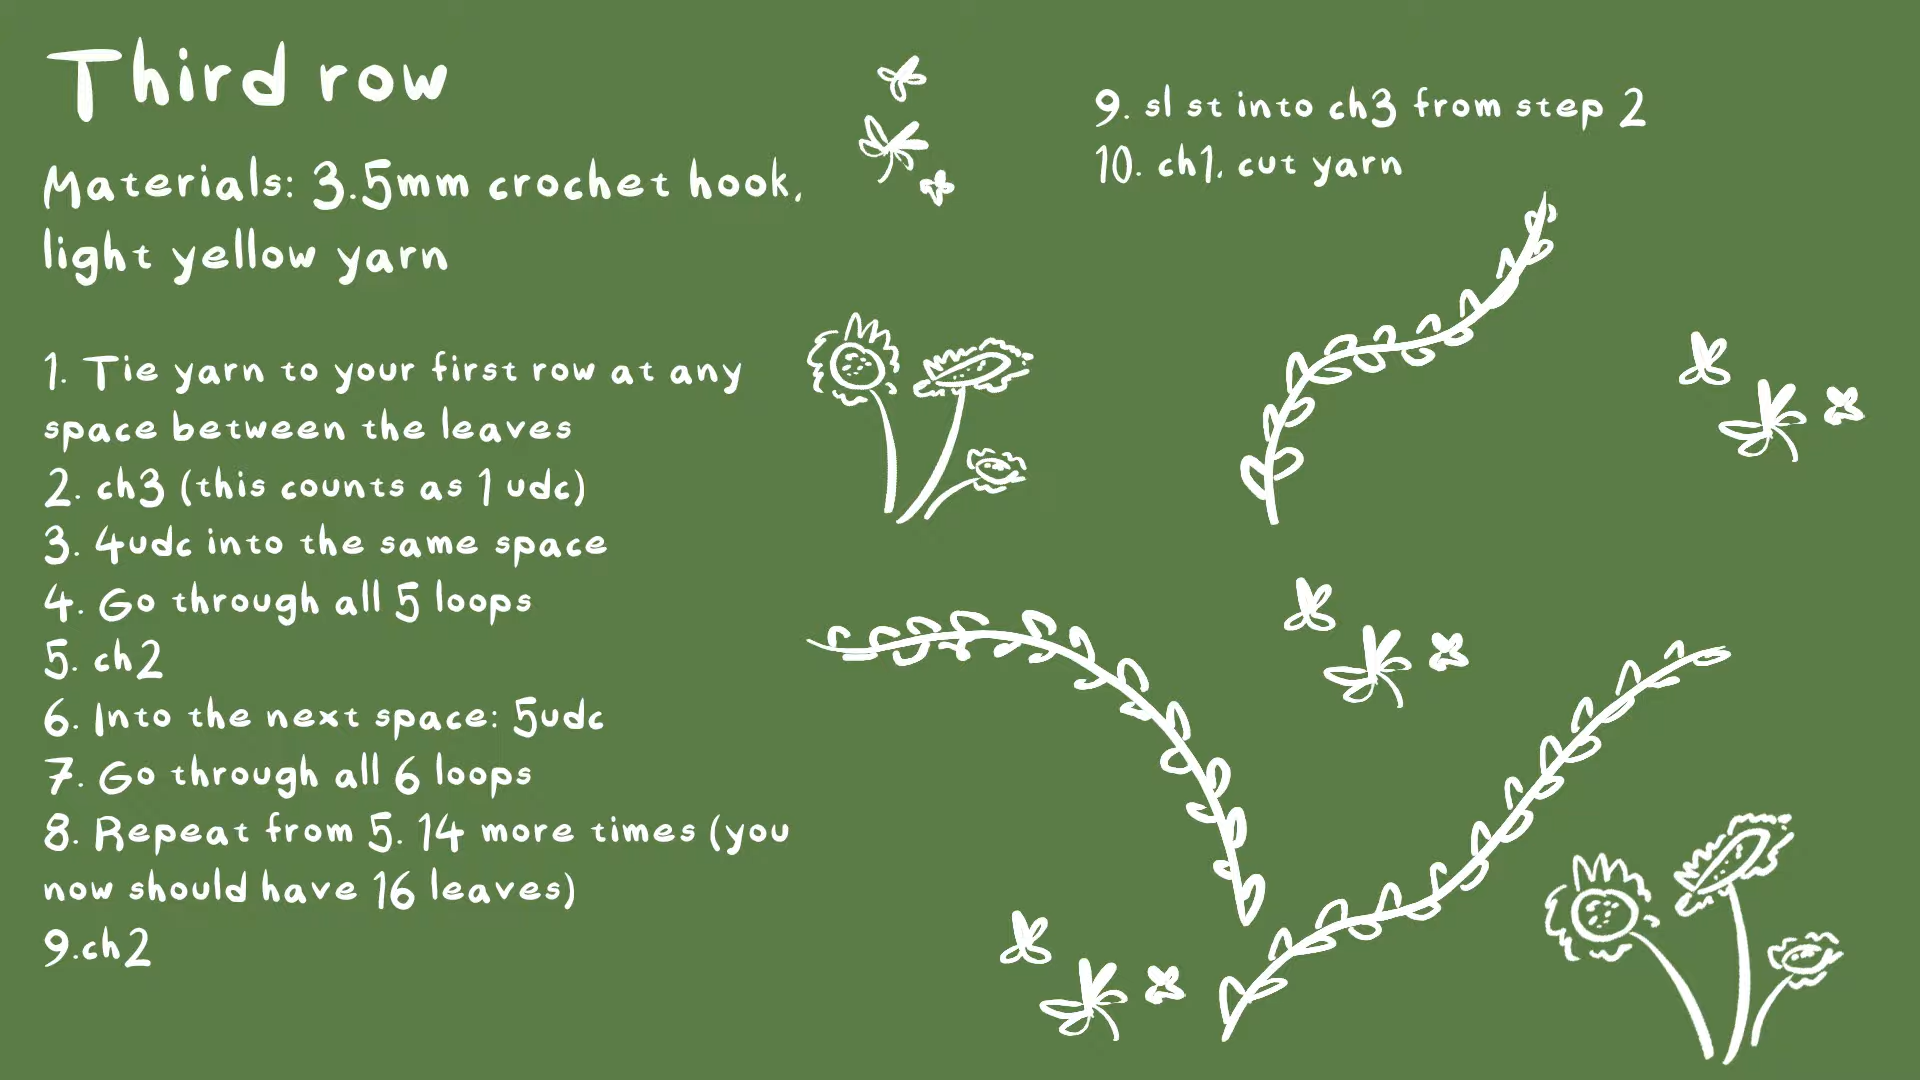 Third row
Materials: 3.5mm crochet hook,
light yellow yarn
1. Tie yarn to your first row at any
space between the leaves
2. ch3 (this counts as 1 udc)
3. 4udc into the same space
4. Go through all 5 loops
5. ch2
6. Into the next space: 5udc
7. Go through all 6 loops
8. Repeat from 5. 14 more times (you
now should have 16 leaves)
9.ch2
9. sl st into ch3 from step 2
10. ch1, cut yarn